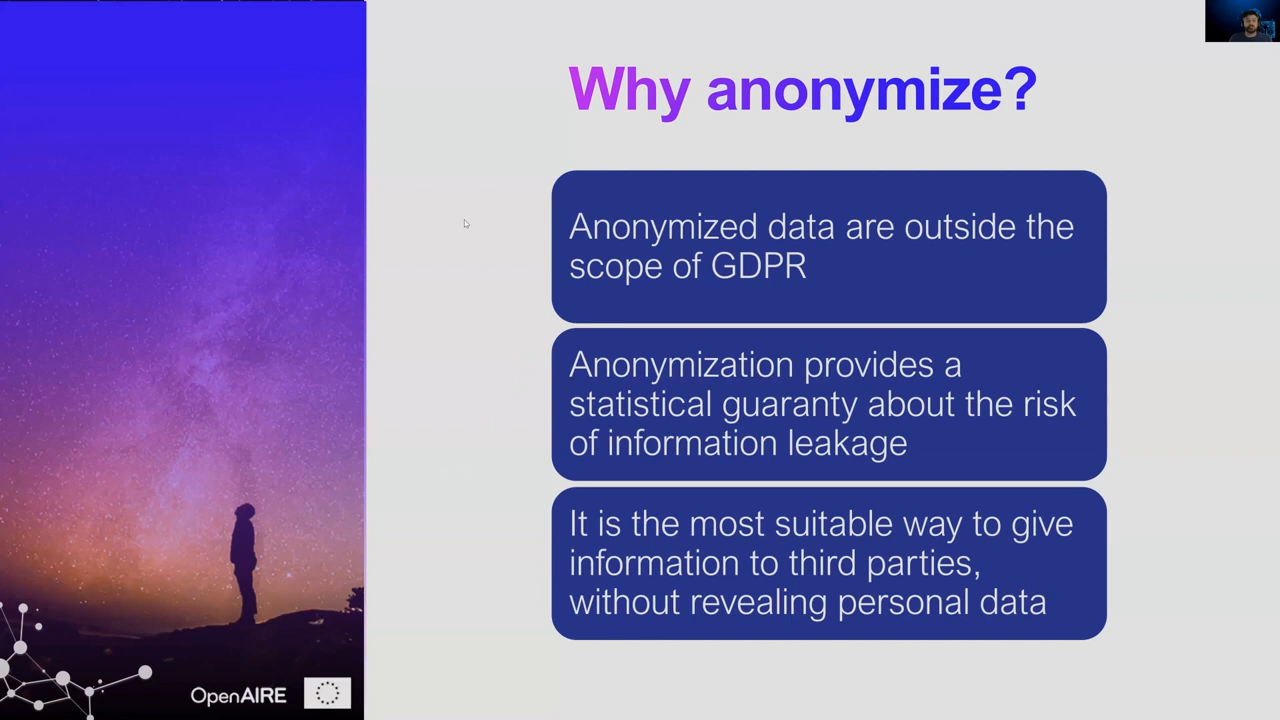 Why anonymize?
Anonymized data are outside the
scope of GDPR
Anonymization provides a
statistical guaranty about the risk
of information leakage
It is the most suitable way to give
information to third parties,
without revealing personal data
OpenAIRE